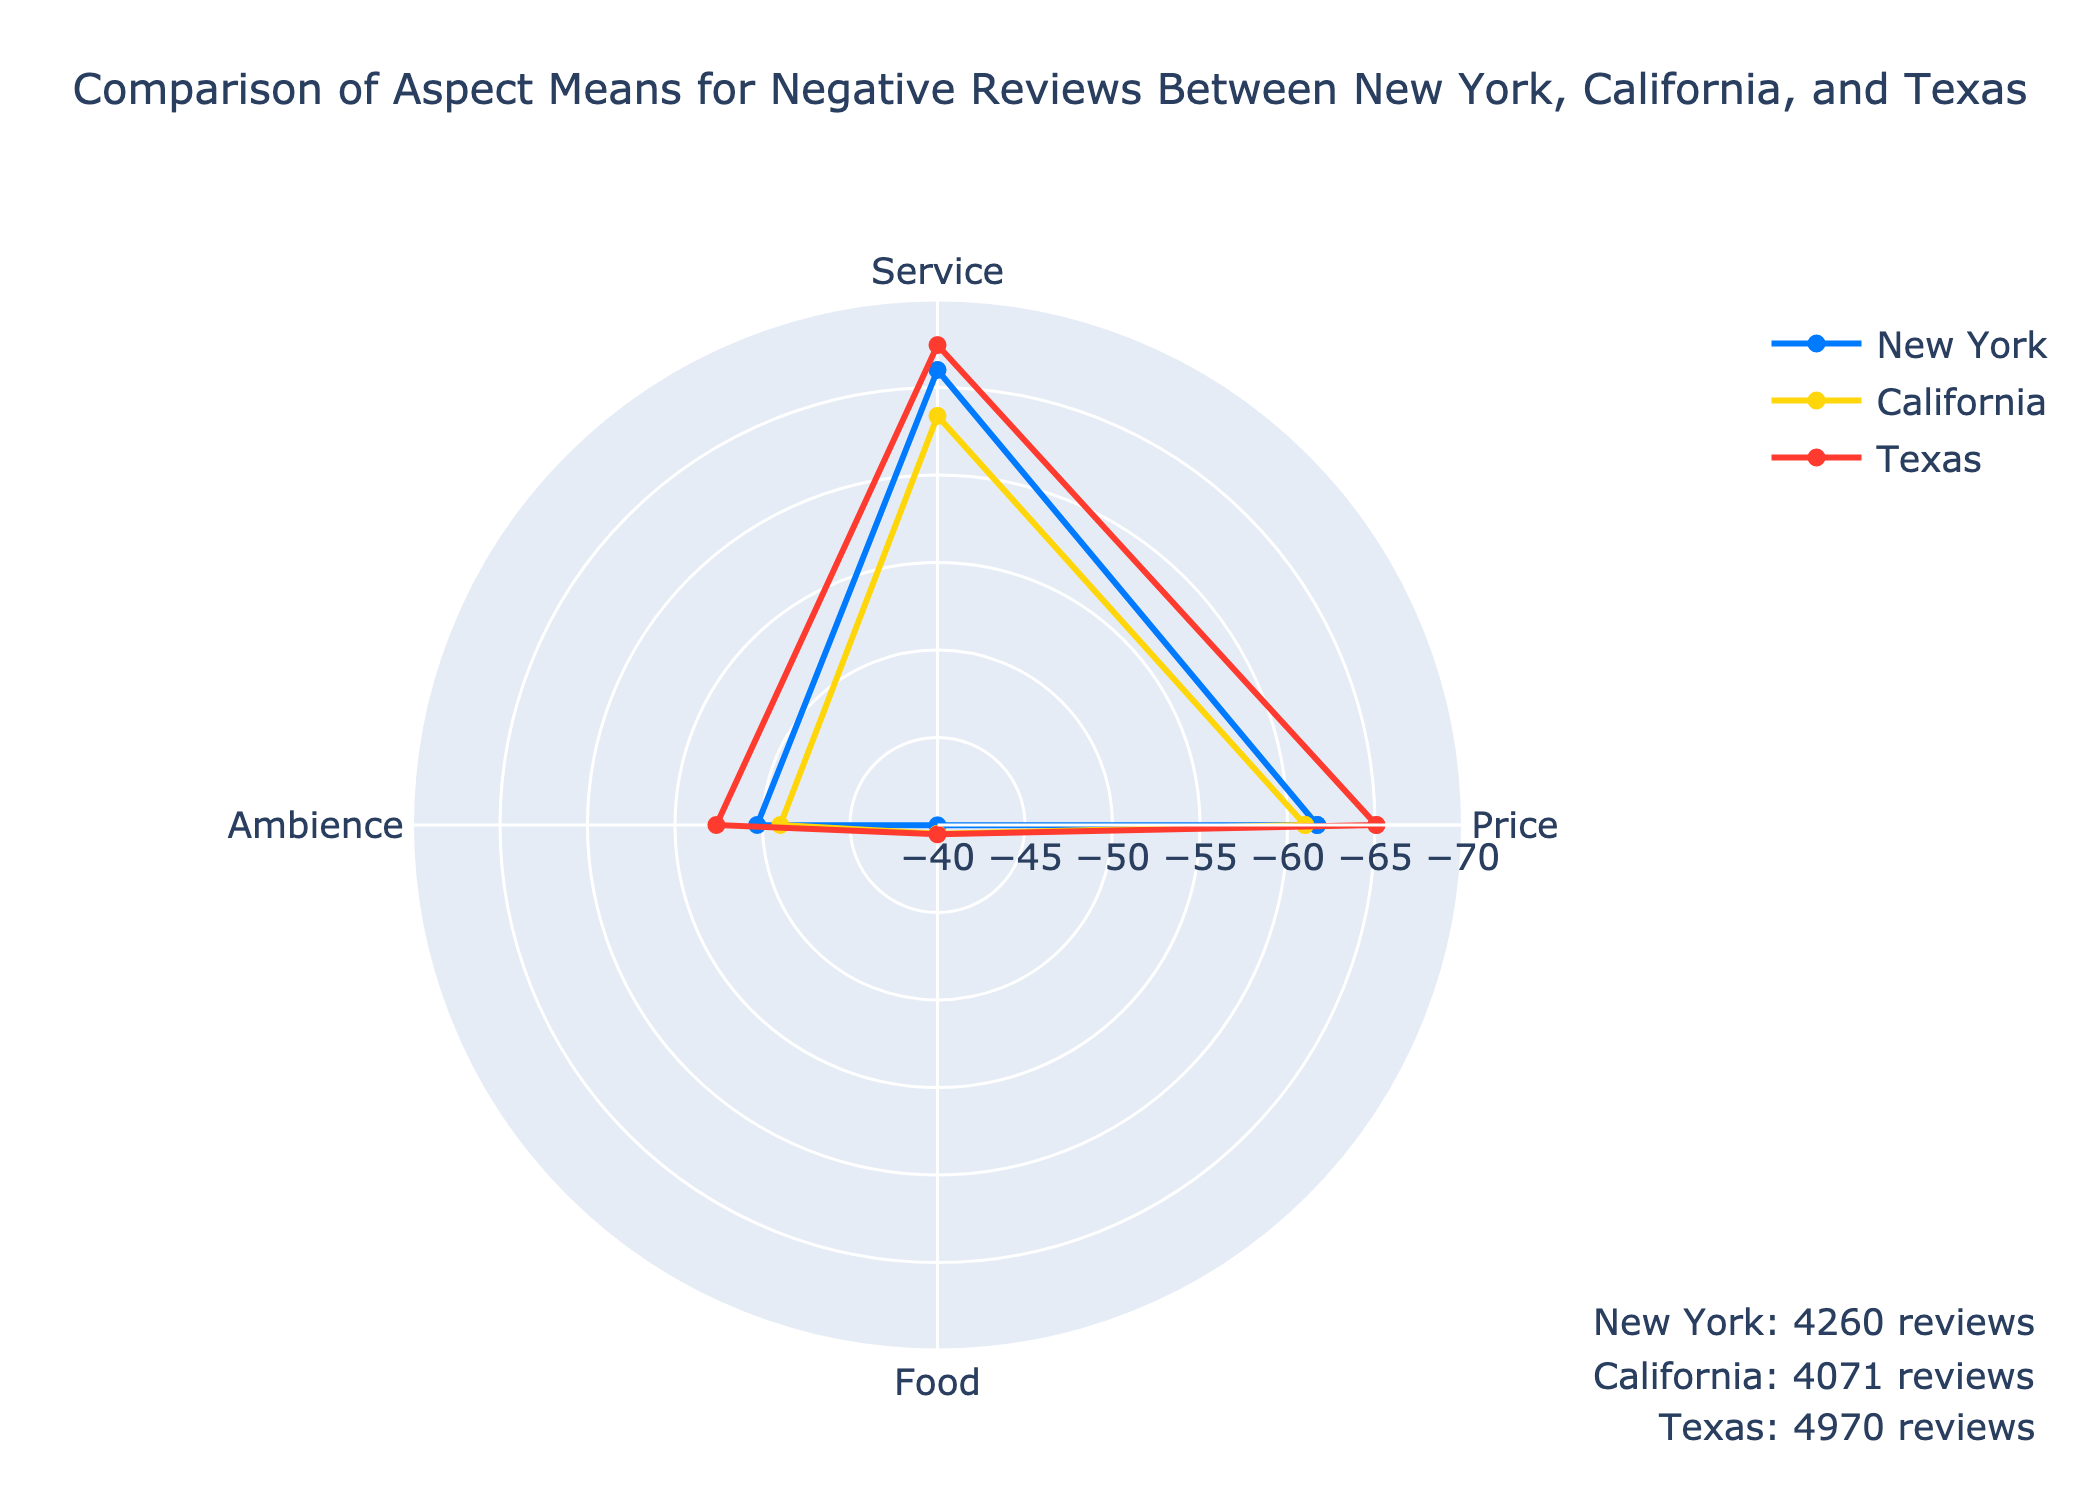 Comparison of Aspect Means for Negative Reviews Between New York, California, and Texas
Service
New York
California
Texas
Ambience
Price
−40 −45 −50 −55 −60 −65 −70
Food
New York: 4260 reviews
California: 4071 reviews
Texas: 4970 reviews